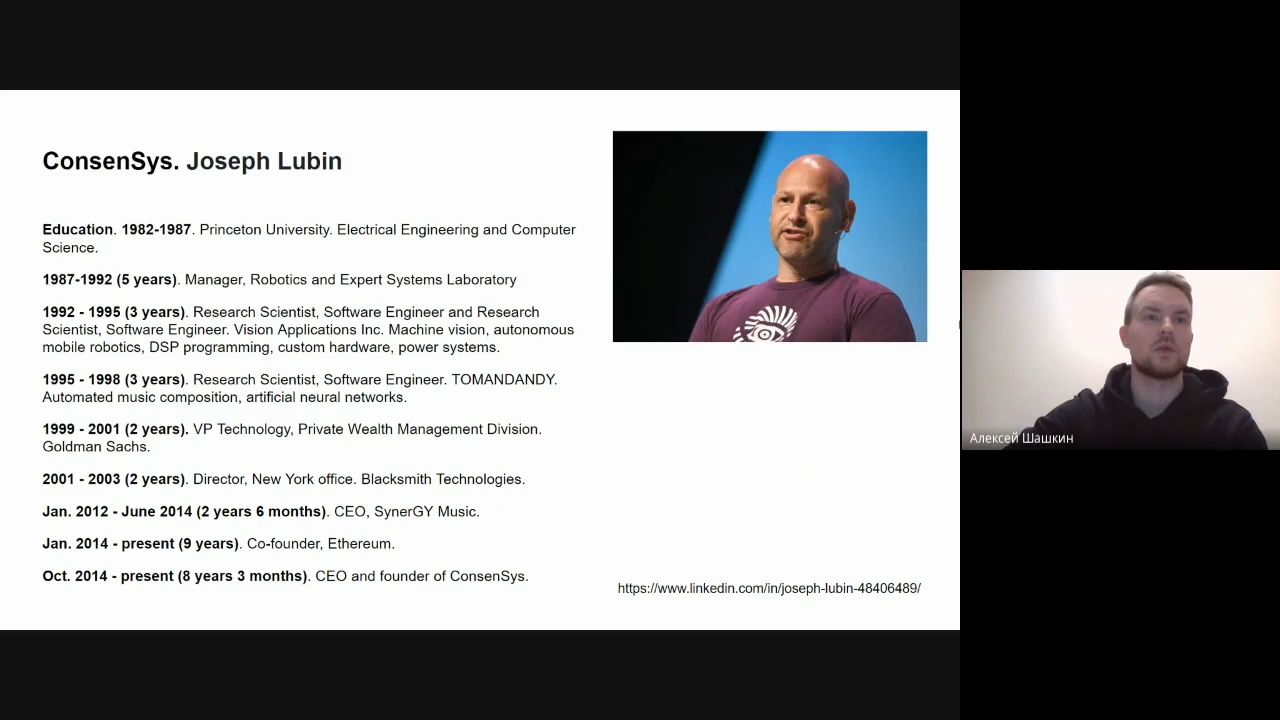 ConsenSys. Joseph Lubin
Education. 1982-1987. Princeton University. Electrical Engineering and Computer
Science.
1987-1992 (5 years). Manager, Robotics and Expert Systems Laboratory
1992 - 1995 (3 years). Research Scientist, Software Engineer and Research
Scientist, Software Engineer. Vision Applications Inc. Machine vision, autonomous
mobile robotics, DSP programming, custom hardware, power systems.
1995 - 1998 (3 years). Research Scientist, Software Engineer. TOMANDANDY.
Automated music composition, artificial neural networks.
1999 - 2001 (2 years). VP Technology, Private Wealth Management Division.
Goldman Sachs.
2001 - 2003 (2 years). Director, New York office. Blacksmith Technologies.
Jan. 2012 - June 2014 (2 years 6 months). CEO, SynerGY Music.
Jan. 2014 - present (9 years). Co-founder, Ethereum.
Oct. 2014 - present (8 years 3 months). CEO and founder of ConsenSys.
https://www.linkedin.com/in/joseph-lubin-48406489/
Алексей Шашкин